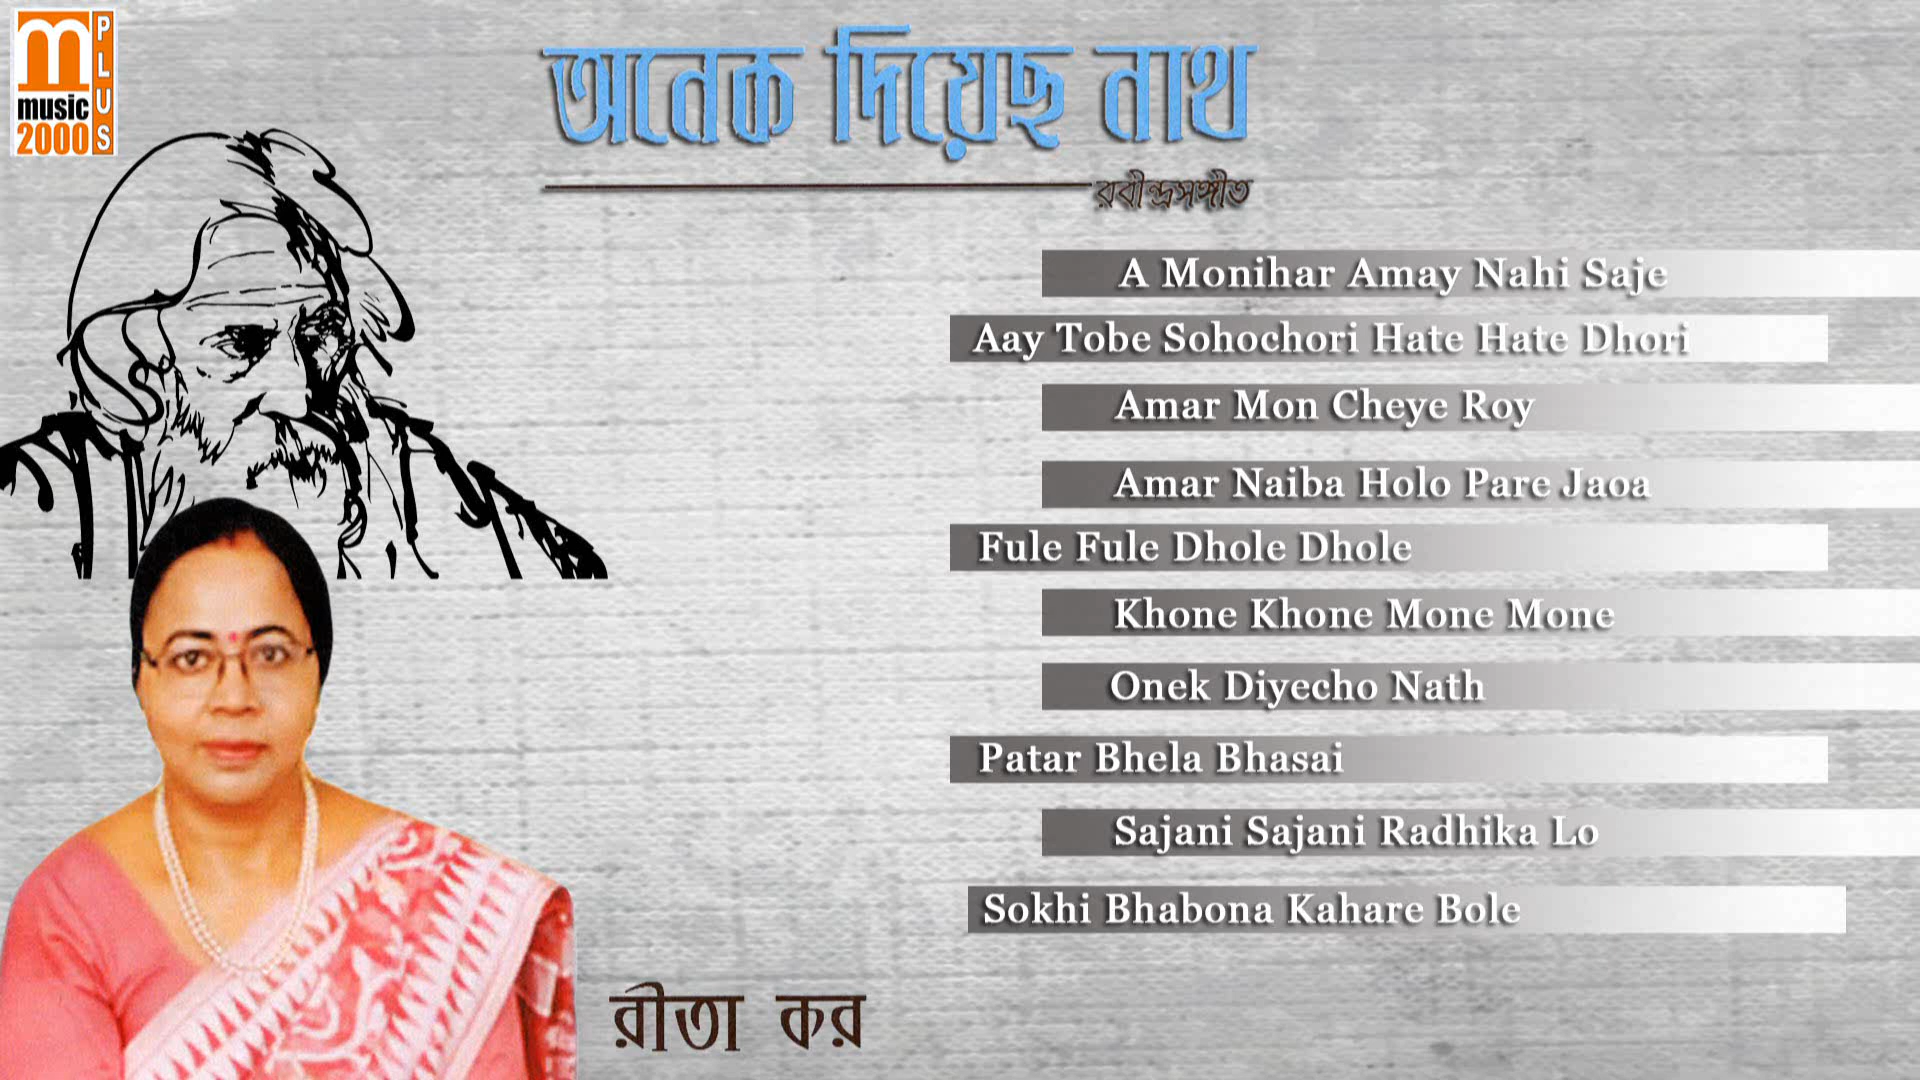 music
2000
PLUS
অনেক দিয়েছ নাথ
রবীন্দ্রসঙ্গীত
A Monihar Amay Nahi Saje
Aay Tobe Sohochori Hate Hate Dhori
Amar Mon Cheye Roy
Amar Naiba Holo Pare Jaoa
Fule Fule Dhole Dhole
Khone Khone Mone Mone
Onek Diyecho Nath
Patar Bhela Bhasai
Sajani Sajani Radhika Lo
Sokhi Bhabona Kahare Bole
রীতা কর